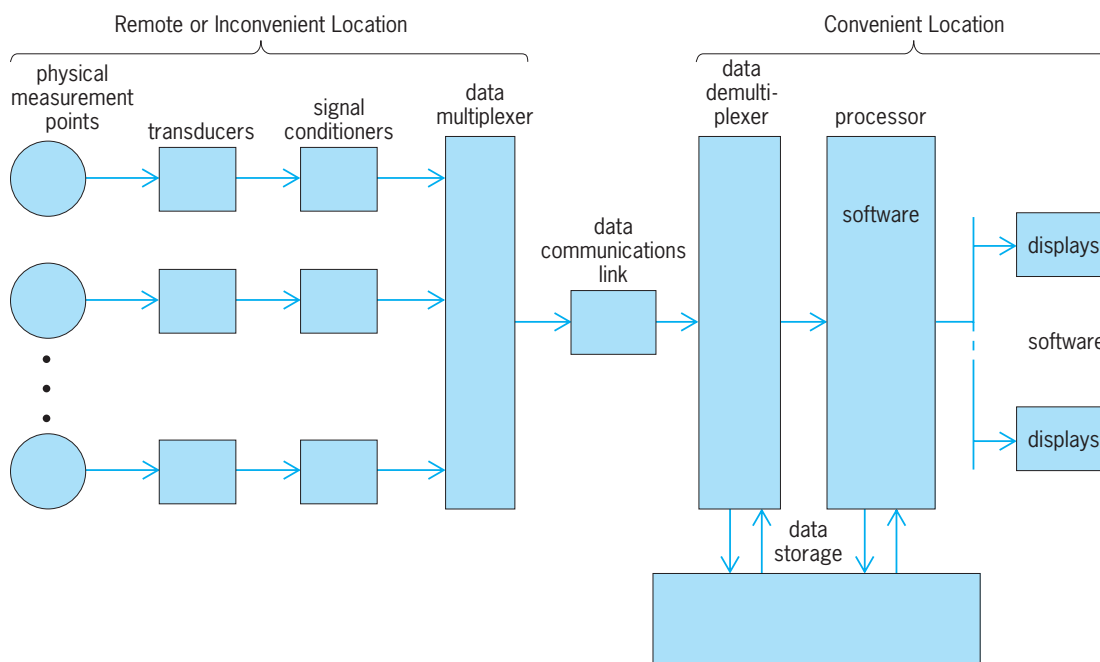 Remote or Inconvenient Location
Convenient Location
physical
measurement
points
transducers
signal
conditioners
data
multiplexer
data
communications
link
data
demulti-
plexer
processor
software
displays
software
displays
data
storage